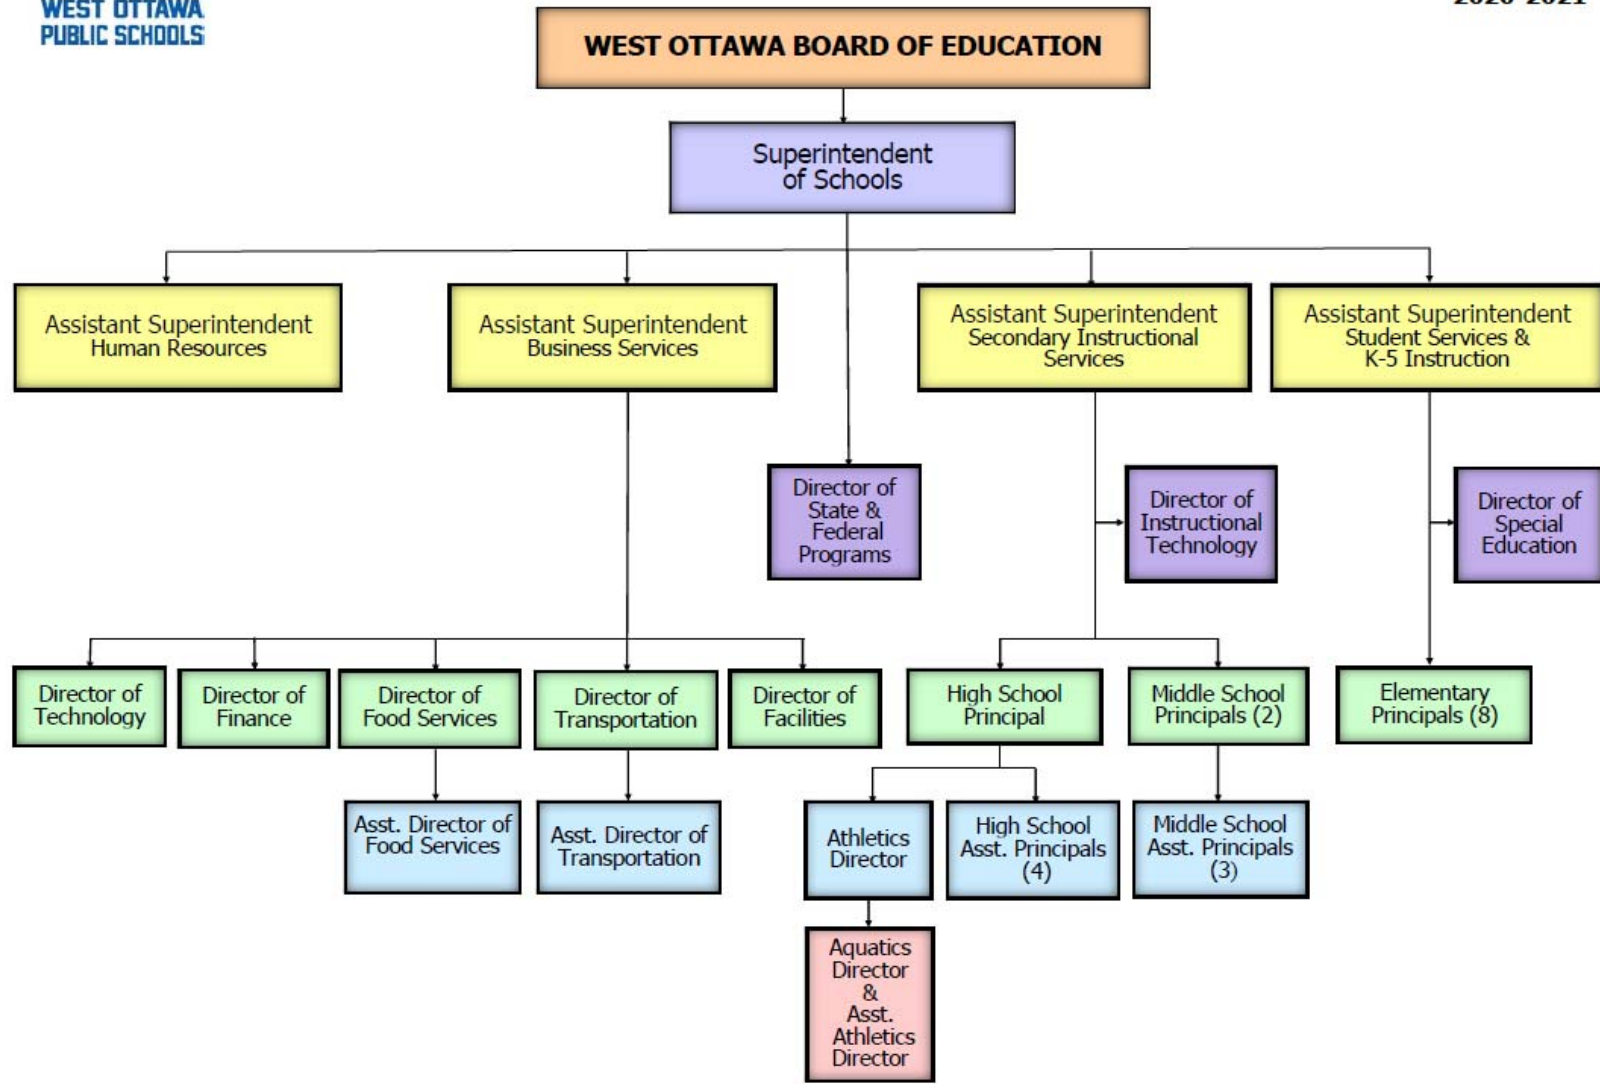 WEST OTTAWA
PUBLIC SCHOOLS
2020-2021
WEST OTTAWA BOARD OF EDUCATION
Superintendent
of Schools
Assistant Superintendent
Human Resources
Assistant Superintendent
Business Services
Assistant Superintendent
Secondary Instructional
Services
Assistant Superintendent
Student Services &
K-5 Instruction
Director of
State &
Federal
Programs
Director of
Instructional
Technology
Director of
Special
Education
Director of
Technology
Director of
Finance
Director of
Food Services
Director of
Transportation
Director of
Facilities
High School
Principal
Middle School
Principals (2)
Elementary
Principals (8)
Asst. Director of
Food Services
Asst. Director of
Transportation
Athletics
Director
High School
Asst. Principals
(4)
Middle School
Asst. Principals
(3)
Aquatics
Director
&
Asst.
Athletics
Director